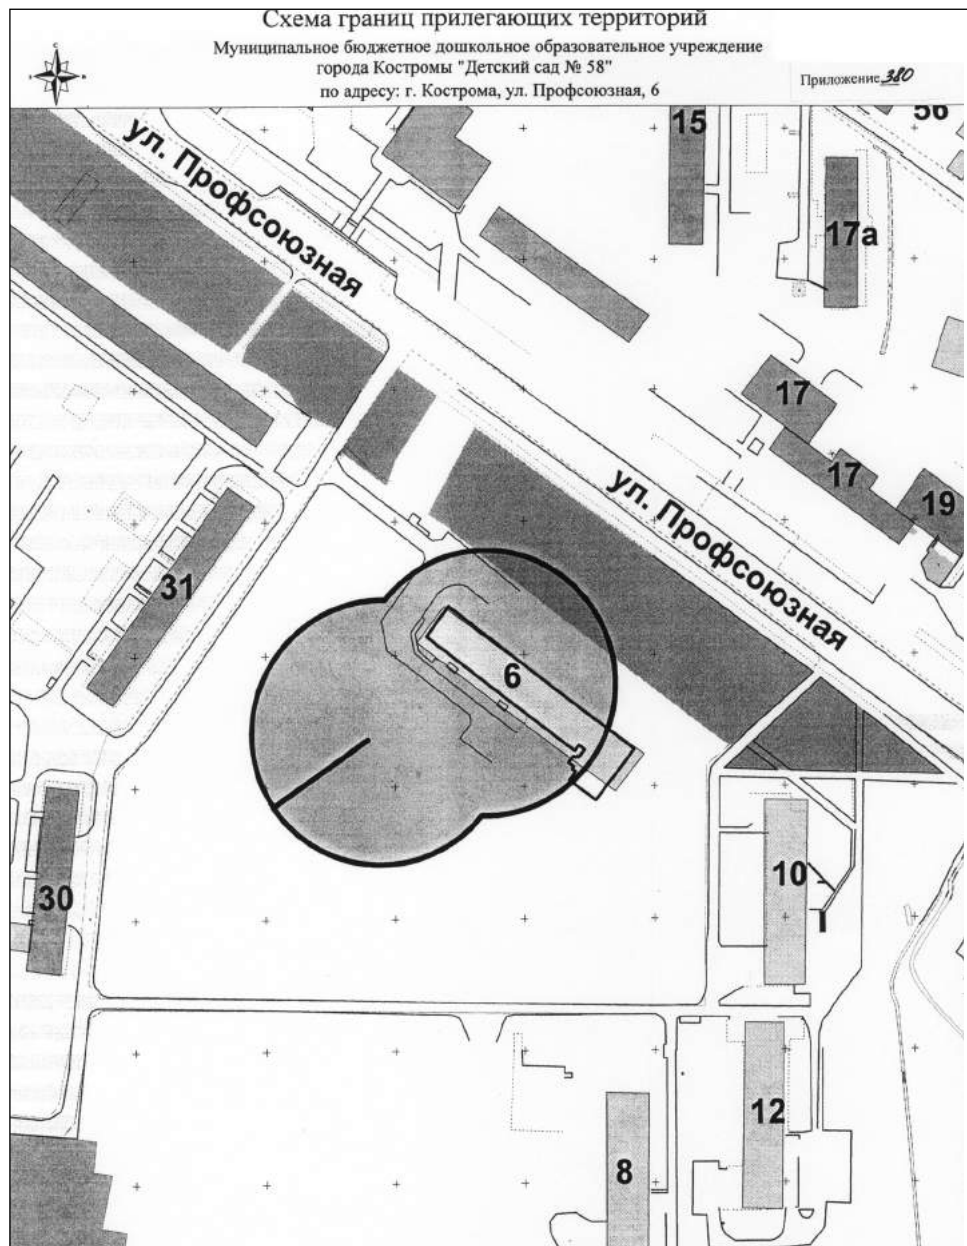 Схема границ прилегающих территорий
Муниципальное бюджетное дошкольное образовательное учреждение
города Костромы "Детский сад № 58"
по адресу: г. Кострома, ул. Профсоюзная, 6
Приложение 380
56
15
ул. Профсоюзная
17а
17
17
19
ул. Профсоюзная
31
6
10
30
12
8